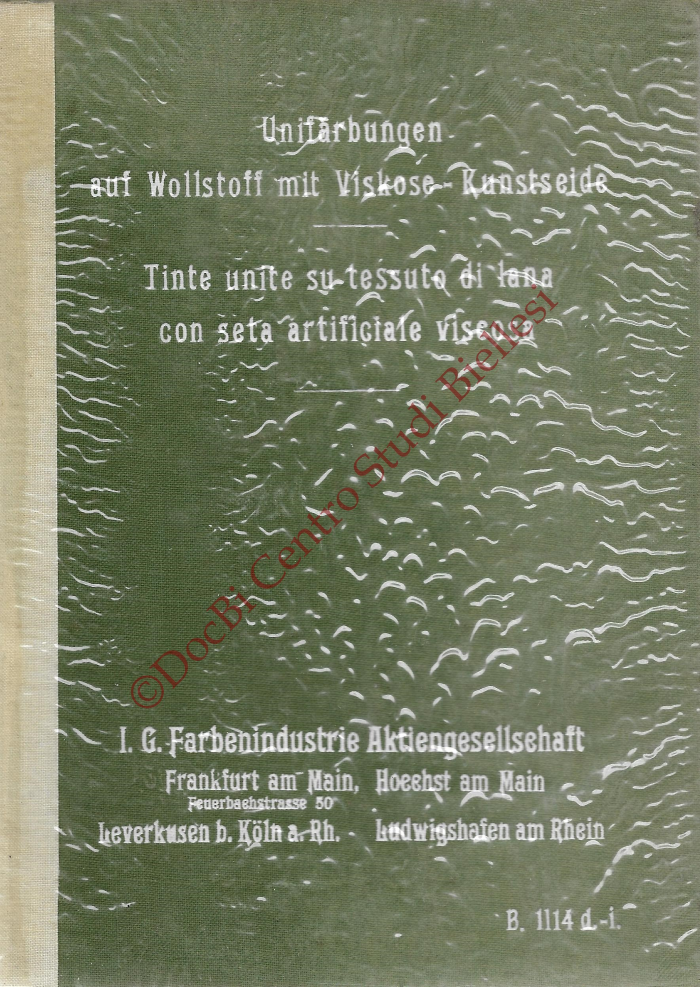 Unifärbungen
auf Wollstoff mit Viskose-Kunstseide
Tinte unite su tessuto di lana
con seta artificiale viscosa
©DocBi Centro Studi Biellesi
I. G. Farbenindustrie Aktiengesellschaft
Frankfurt am Main, Hoechst am Main
Feuerbachstrasse 50
Leverkusen b. Köln a. Rh. Ludwigshafen am Rhein
B. 1114 d.-i.